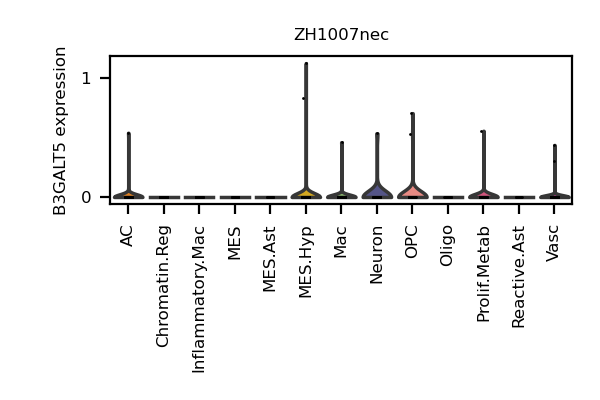 ZH1007nec
B3GALT5 expression
1
0
AC
Chromatin.Reg
Inflammatory.Mac
MES
MES.Ast
MES.Hyp
Mac
Neuron
OPC
Oligo
Prolif.Metab
Reactive.Ast
Vasc